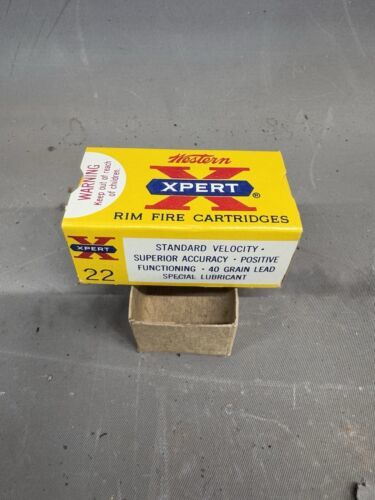 WARNING
Keep out of reach
of children.
Western
X
XPERT
®
RIM FIRE CARTRIDGES
X
XPERT
22
STANDARD VELOCITY •
SUPERIOR ACCURACY • POSITIVE
FUNCTIONING • 40 GRAIN LEAD
SPECIAL LUBRICANT